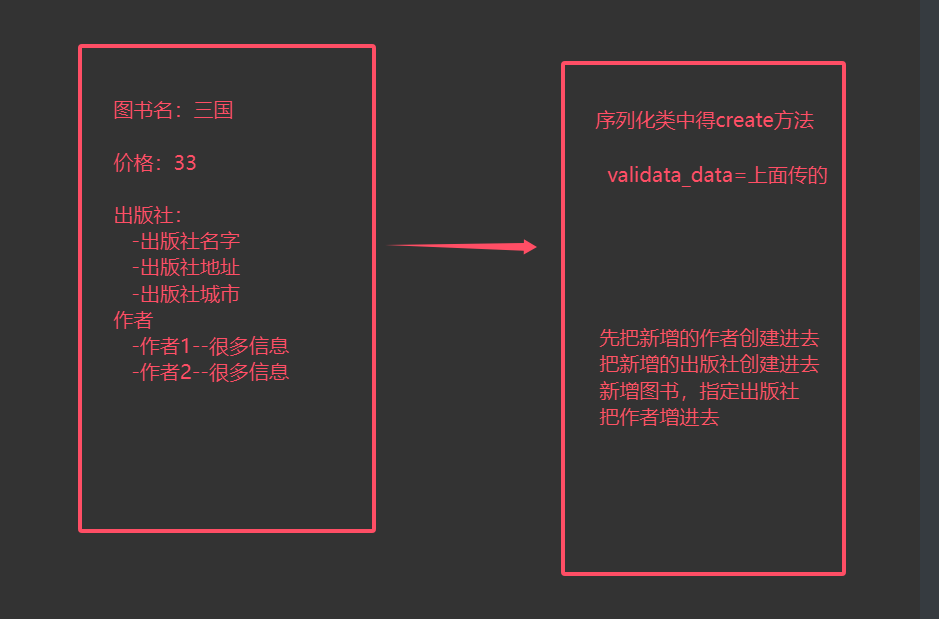 图书名：三国
价格：33
出版社：
-出版社名字
-出版社地址
-出版社城市
作者
-作者1--很多信息
-作者2--很多信息
序列化类中得create方法
validata_data=上面传的
先把新增的作者创建进去
把新增的出版社创建进去
新增图书，指定出版社
把作者增进去